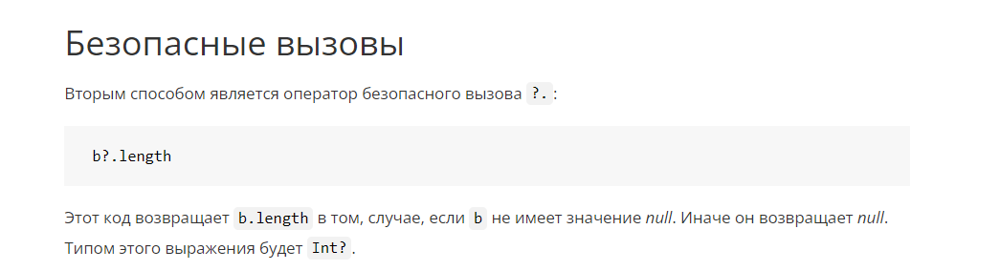 Безопасные вызовы
Вторым способом является оператор безопасного вызова ?.:
b?.length
Этот код возвращает b.length в том, случае, если b не имеет значение null. Иначе он возвращает null.
Типом этого выражения будет Int?.